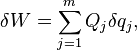 δW = ∑_{j=1}^{m} Q_j δq_j,